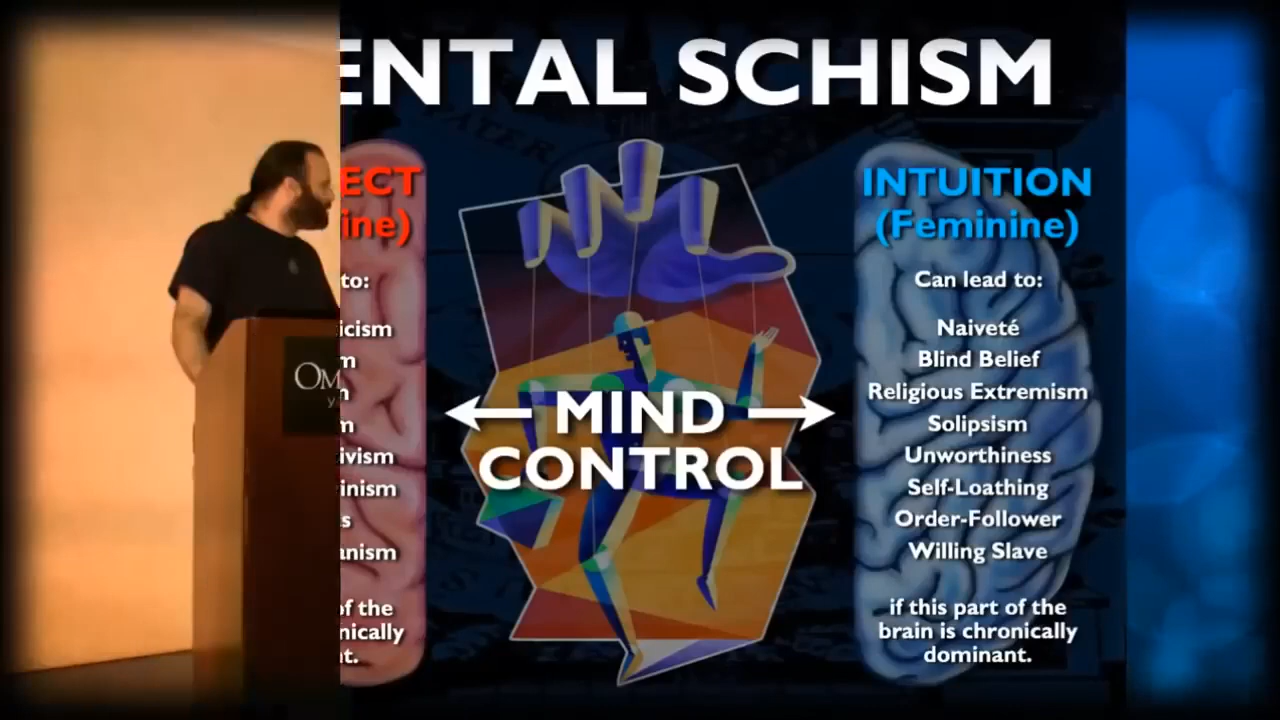 ENTAL SCHISM
ECT
ine)
to:
icism
m
n
m
ivism
inism
s
anism
of the
nically
t.
MIND
CONTROL
INTUITION
(Feminine)
Can lead to:
Naiveté
Blind Belief
Religious Extremism
Solipsism
Unworthiness
Self-Loathing
Order-Follower
Willing Slave
if this part of the
brain is chronically
dominant.
OM